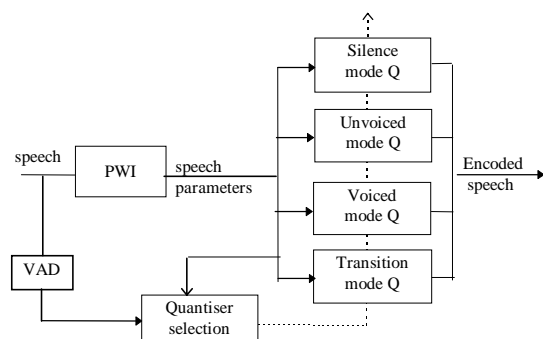 Silence
mode Q
Unvoiced
mode Q
speech
PWI
speech
parameters
Encoded
speech
Voiced
mode Q
VAD
Transition
mode Q
Quantiser
selection